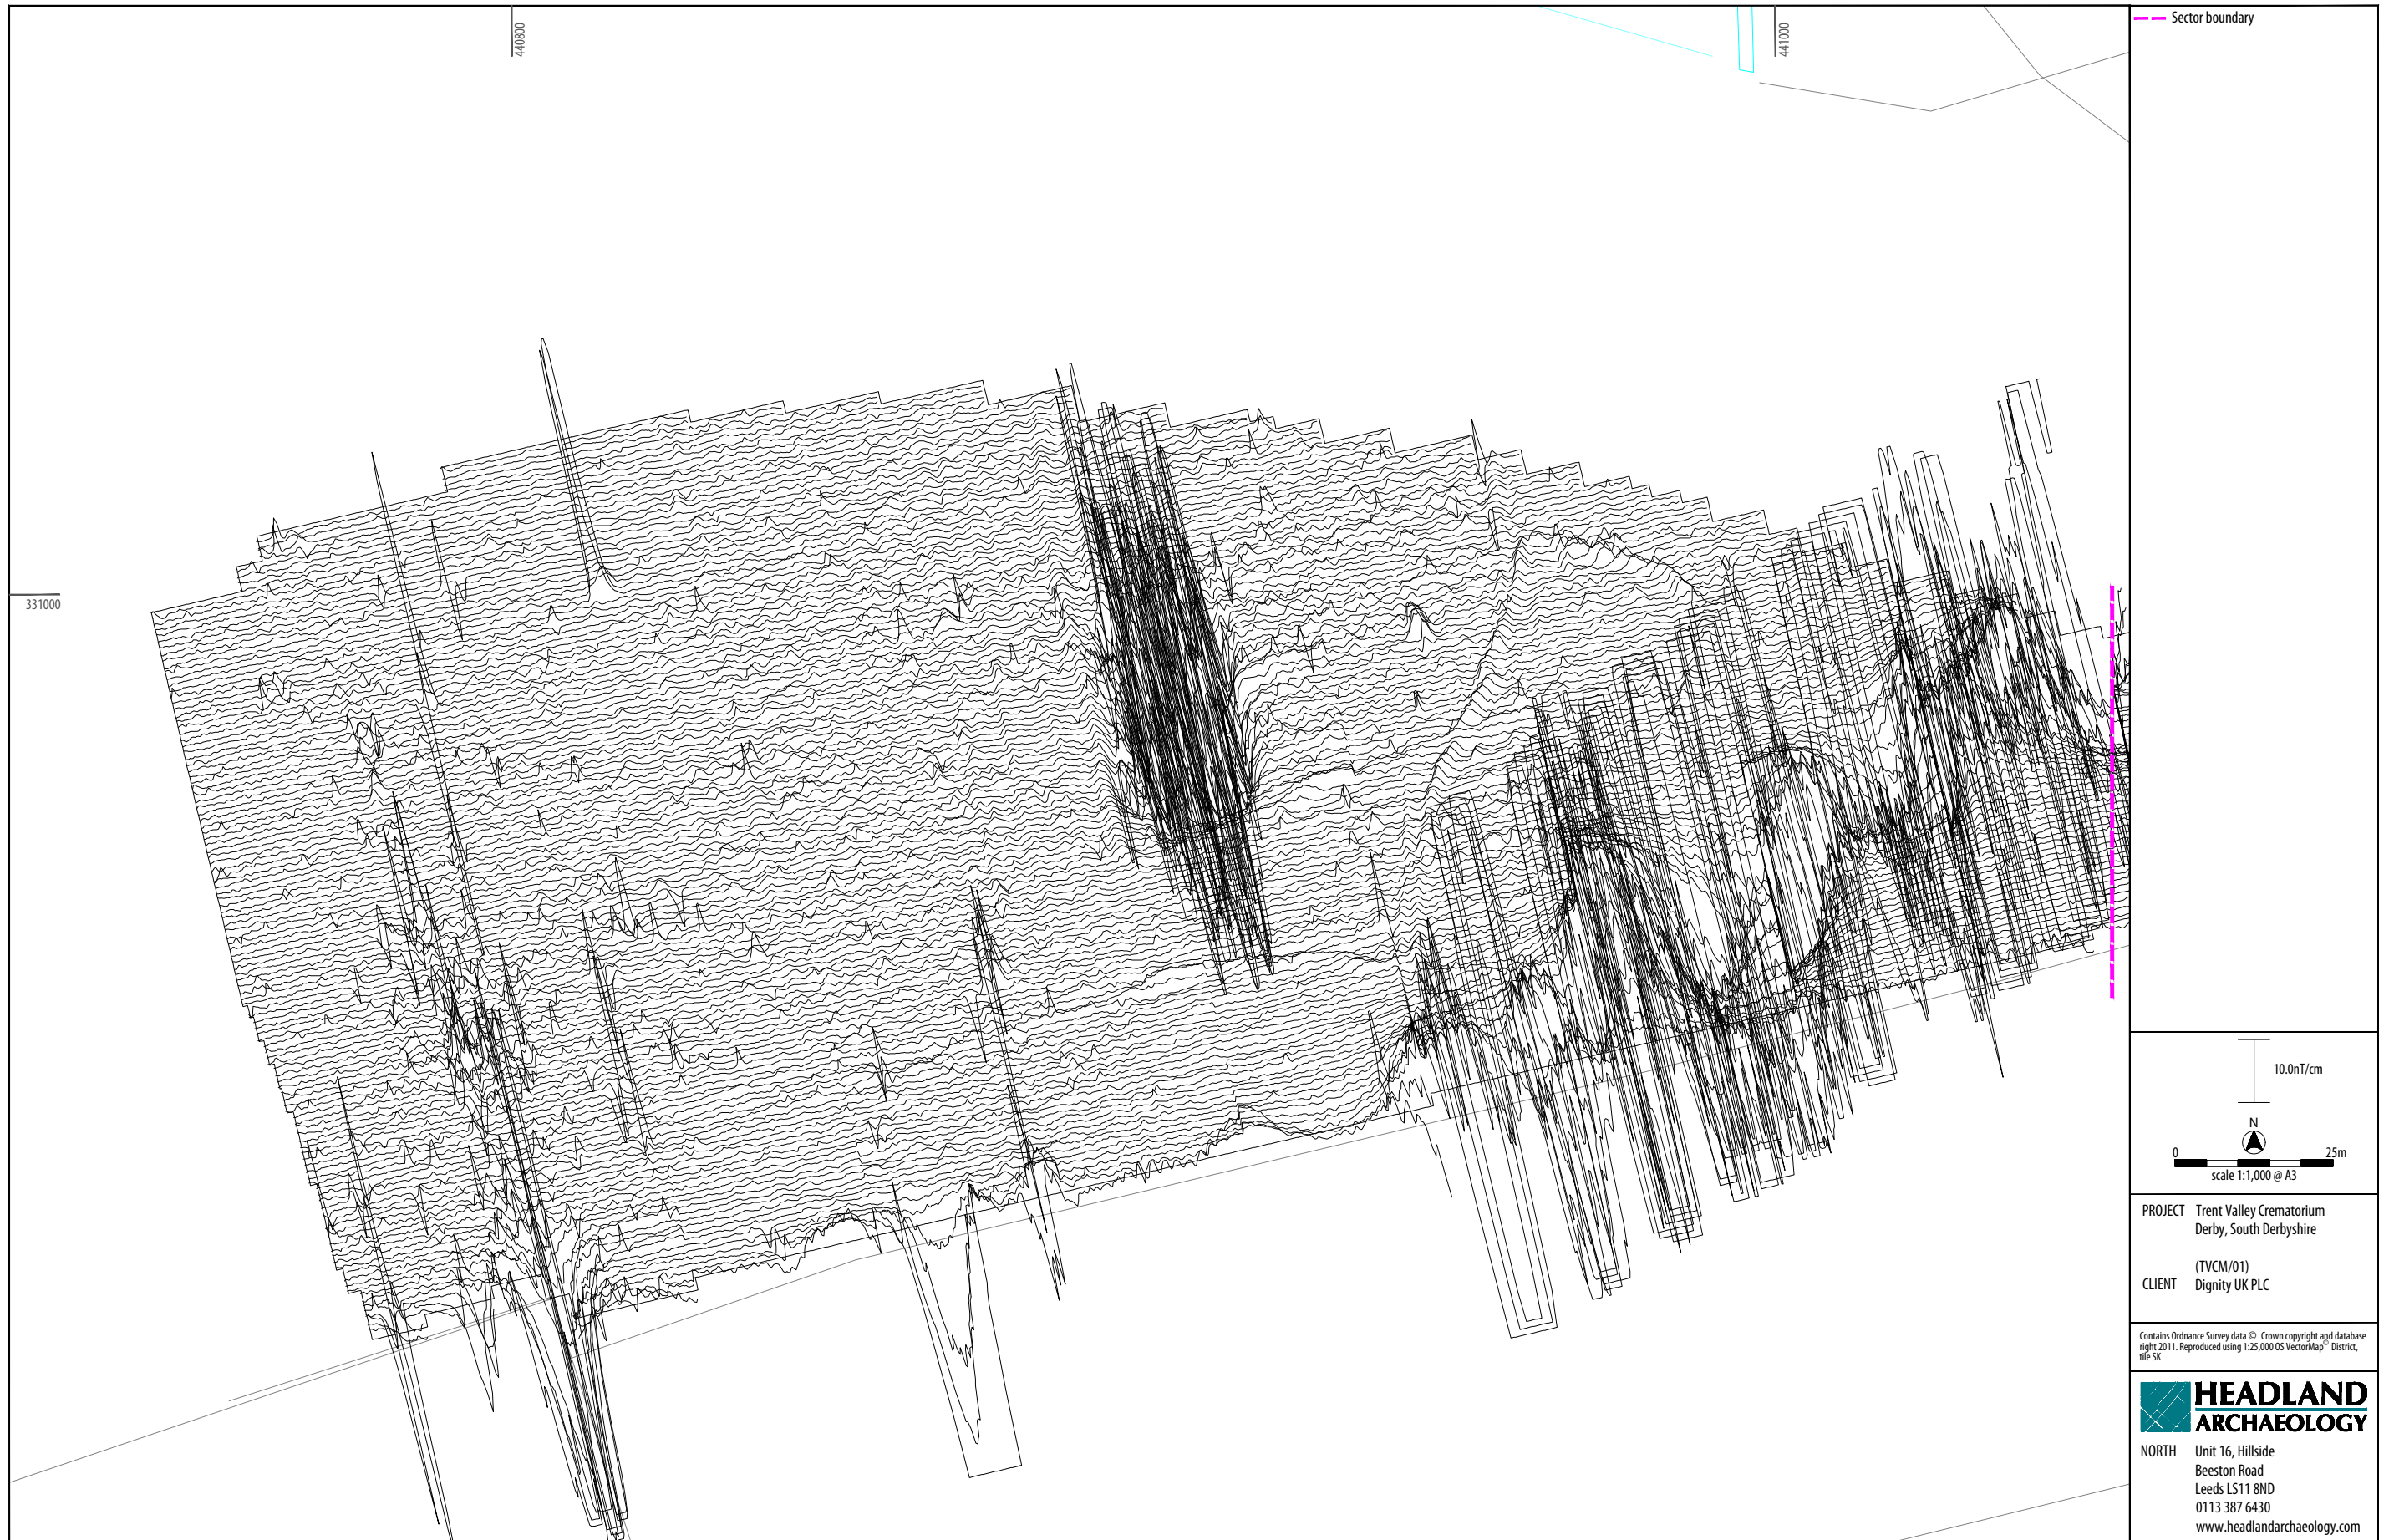 440800
441000
331000
Sector boundary
10.0nT/cm
N
0 25m
scale 1:1,000 @ A3
PROJECT Trent Valley Crematorium
Derby, South Derbyshire
(TVCM/01)
CLIENT Dignity UK PLC
Contains Ordnance Survey data © Crown copyright and database
right 2011. Reproduced using 1:25,000 OS VectorMap® District,
tile SK
HEADLAND
ARCHAEOLOGY
NORTH Unit 16, Hillside
Beeston Road
Leeds LS11 8ND
0113 387 6430
www.headlandarchaeology.com